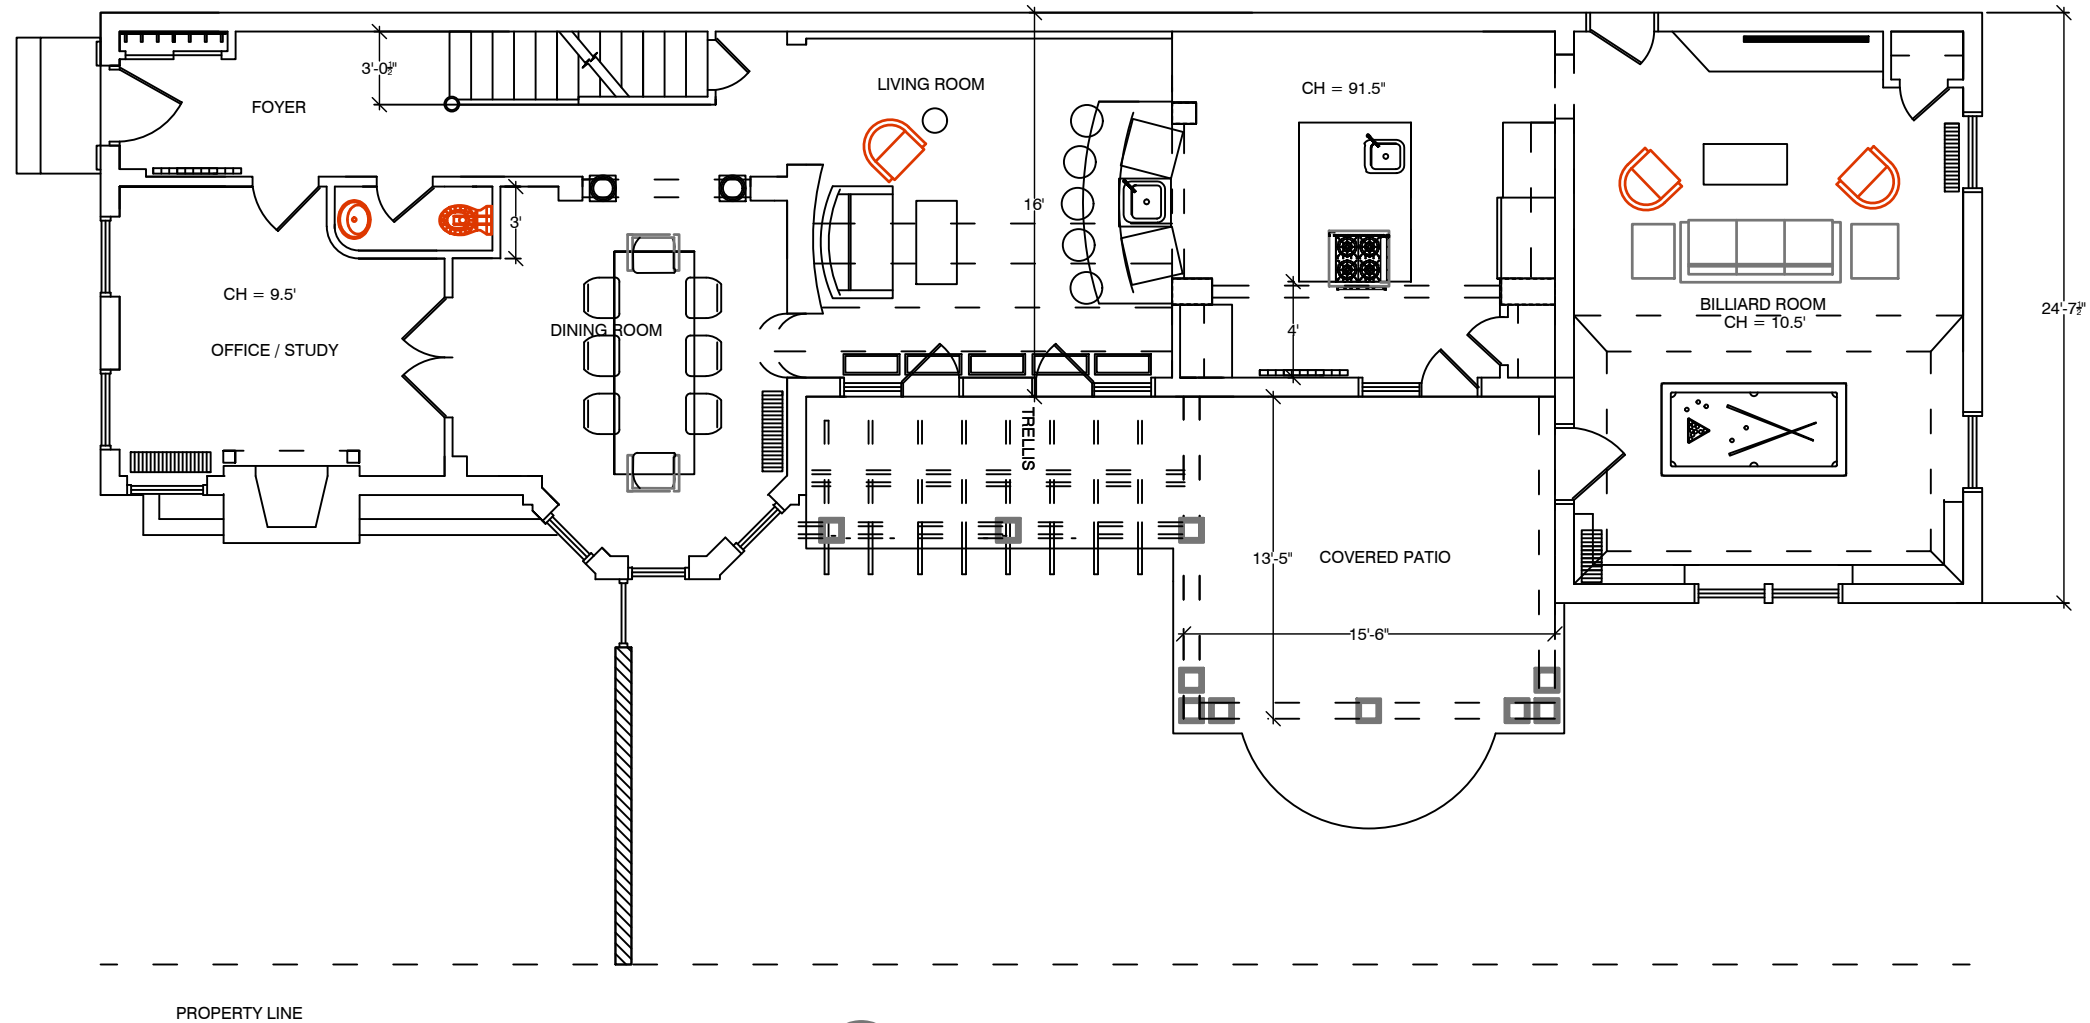 3'-0½"
FOYER
LIVING ROOM
CH = 91.5"
16'
3'
CH = 9.5'
OFFICE / STUDY
DINING ROOM
4'
BILLIARD ROOM
CH = 10.5'
24'-7½"
TRELLIS
13'-5"
COVERED PATIO
15'-6"
PROPERTY LINE